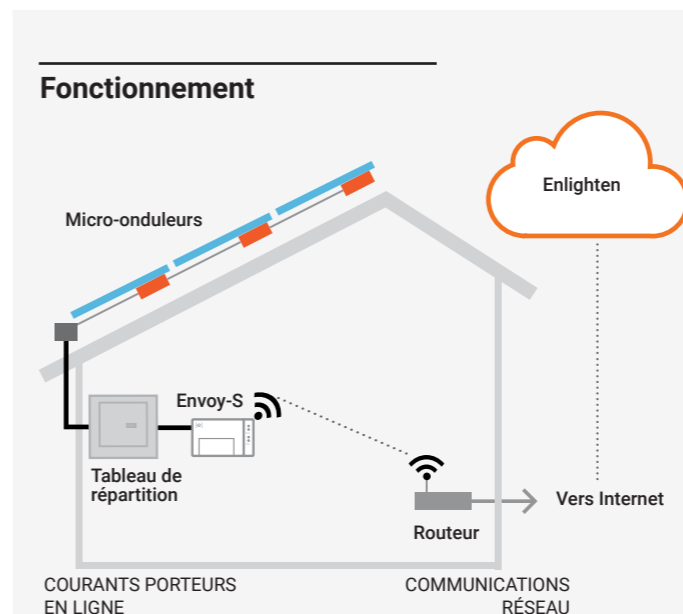 Fonctionnement
Enlighten
Micro-onduleurs
Envoy-S
Tableau de
répartition
Vers Internet
Routeur
COURANTS PORTEURS
EN LIGNE
COMMUNICATIONS
RÉSEAU